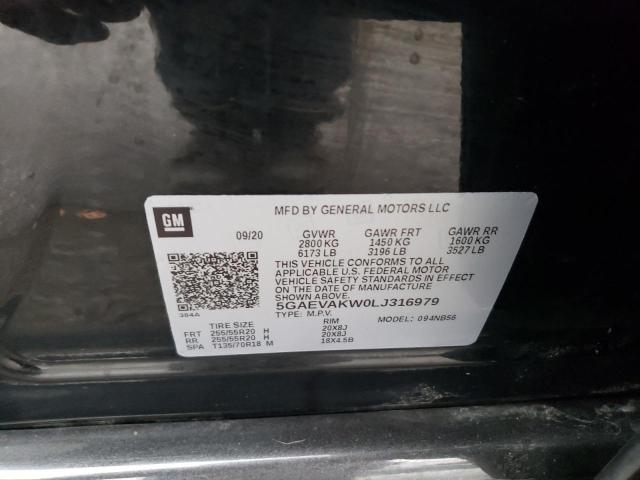 GM
MFD BY GENERAL MOTORS LLC
09/20 GVWR GAWR FRT GAWR RR
2800 KG 1450 KG 1600 KG
6173 LB 3196 LB 3527 LB
THIS VEHICLE CONFORMS TO ALL
APPLICABLE U.S. FEDERAL MOTOR
VEHICLE SAFETY STANDARDS IN EFFECT
ON THE DATE OF MANUFACTURE
SHOWN ABOVE.
384A
5GAEVAKW0LJ316979
TYPE: M.P.V. MODEL: 094NB56
TIRE SIZE RIM
FRT 255/55R20 H 20X8J
RR 255/55R20 H 20X8J
SPA T135/70R18 M 18X4.5B